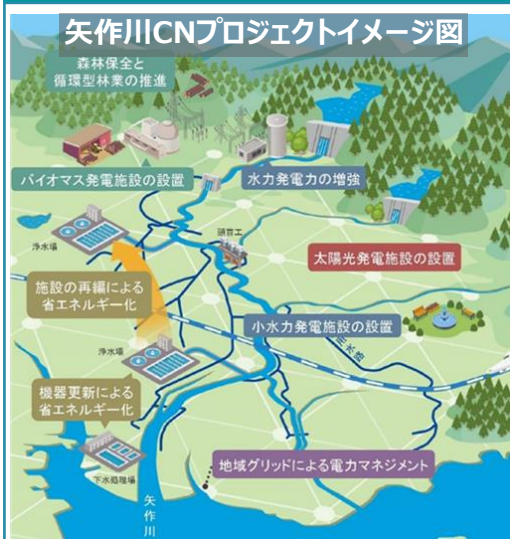 矢作川CNプロジェクトイメージ図
森林保全と
循環型林業の推進
バイオマス発電施設の設置
水力発電力の増強
浄水場
頭首工
太陽光発電施設の設置
施設の再編による
省エネルギー化
小水力発電施設の設置
用水路
浄水場
機器更新による
省エネルギー化
下水処理場
地域グリッドによる電力マネジメント
矢作川